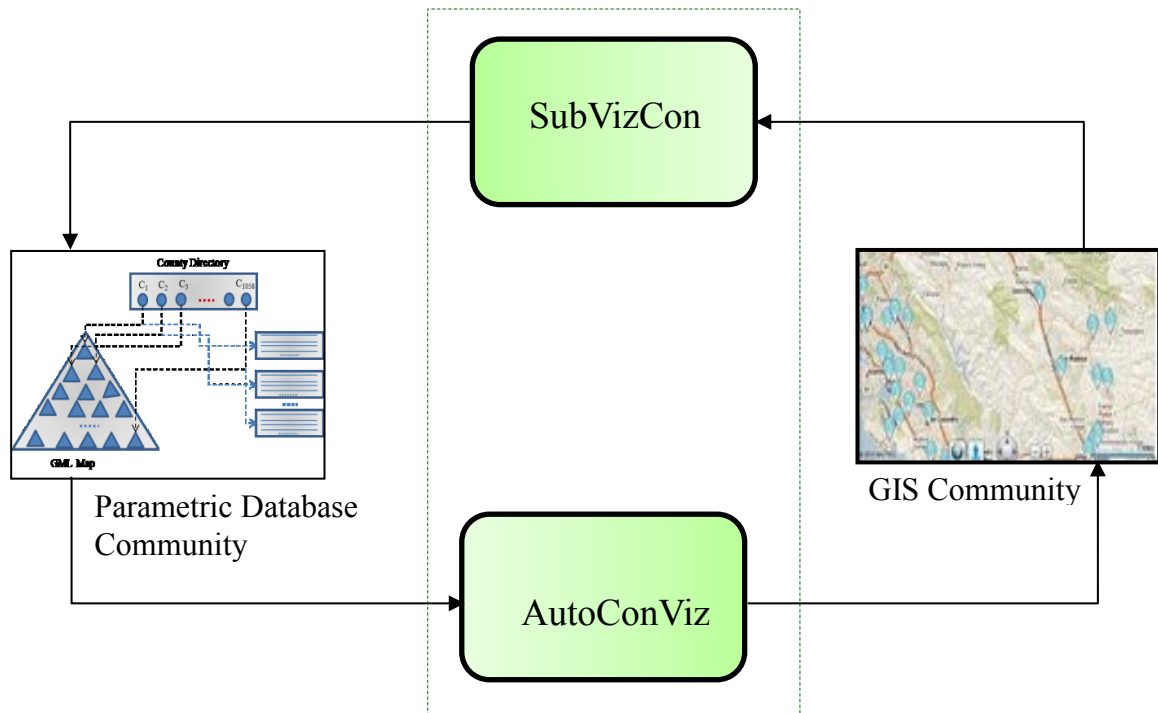 SubVizCon
County Directory
C1 C2 C3 .... C1058
GML Map
Parametric Database
Community
GIS Community
AutoConViz